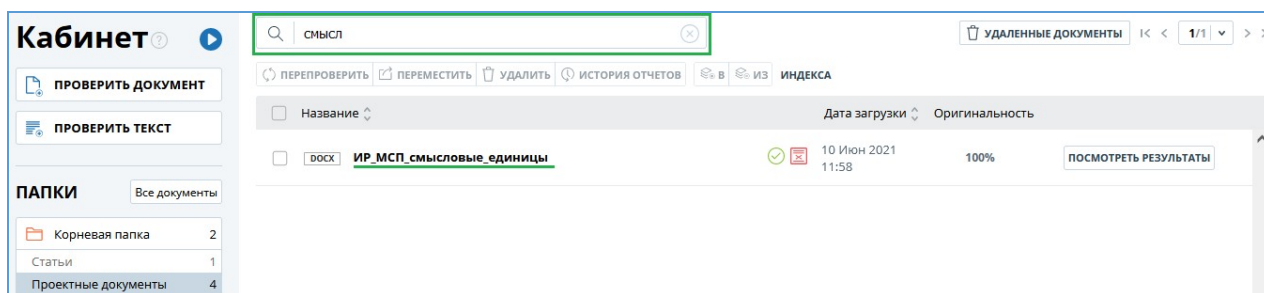 Кабинет
ПРОВЕРИТЬ ДОКУМЕНТ
ПРОВЕРИТЬ ТЕКСТ
ПАПКИ Все документы
Корневая папка 2
Статьи 1
Проектные документы 4
смысл
УДАЛЕННЫЕ ДОКУМЕНТЫ 1/1
ПЕРЕПРОВЕРИТЬ ПЕРЕМЕСТИТЬ УДАЛИТЬ ИСТОРИЯ ОТЧЕТОВ В ИЗ ИНДЕКСА
Название Дата загрузки Оригинальность
DOCX ИР_МСП_смысловые_единицы 10 Июн 2021
11:58 100% ПОСМОТРЕТЬ РЕЗУЛЬТАТЫ